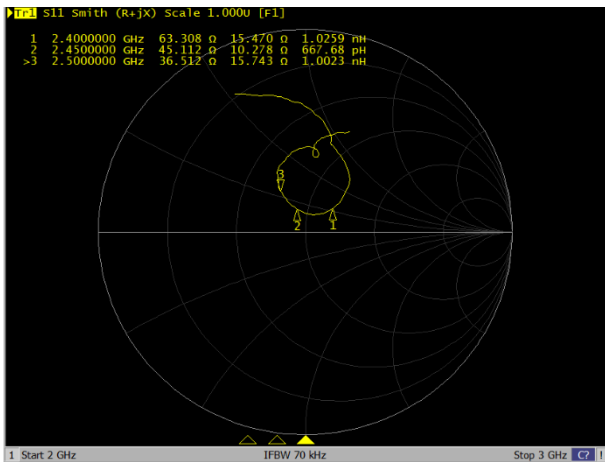 Tr1 S11 Smith (R+jX) Scale 1.000U [F1]
1 2.4000000 GHz 63.308 Ω 15.470 Ω 1.0259 nH
2 2.4500000 GHz 45.112 Ω 10.278 Ω 667.68 pH
>3 2.5000000 GHz 36.512 Ω 15.743 Ω 1.0023 nH
3
2 1
1 Start 2 GHz IFBW 70 kHz Stop 3 GHz C? !